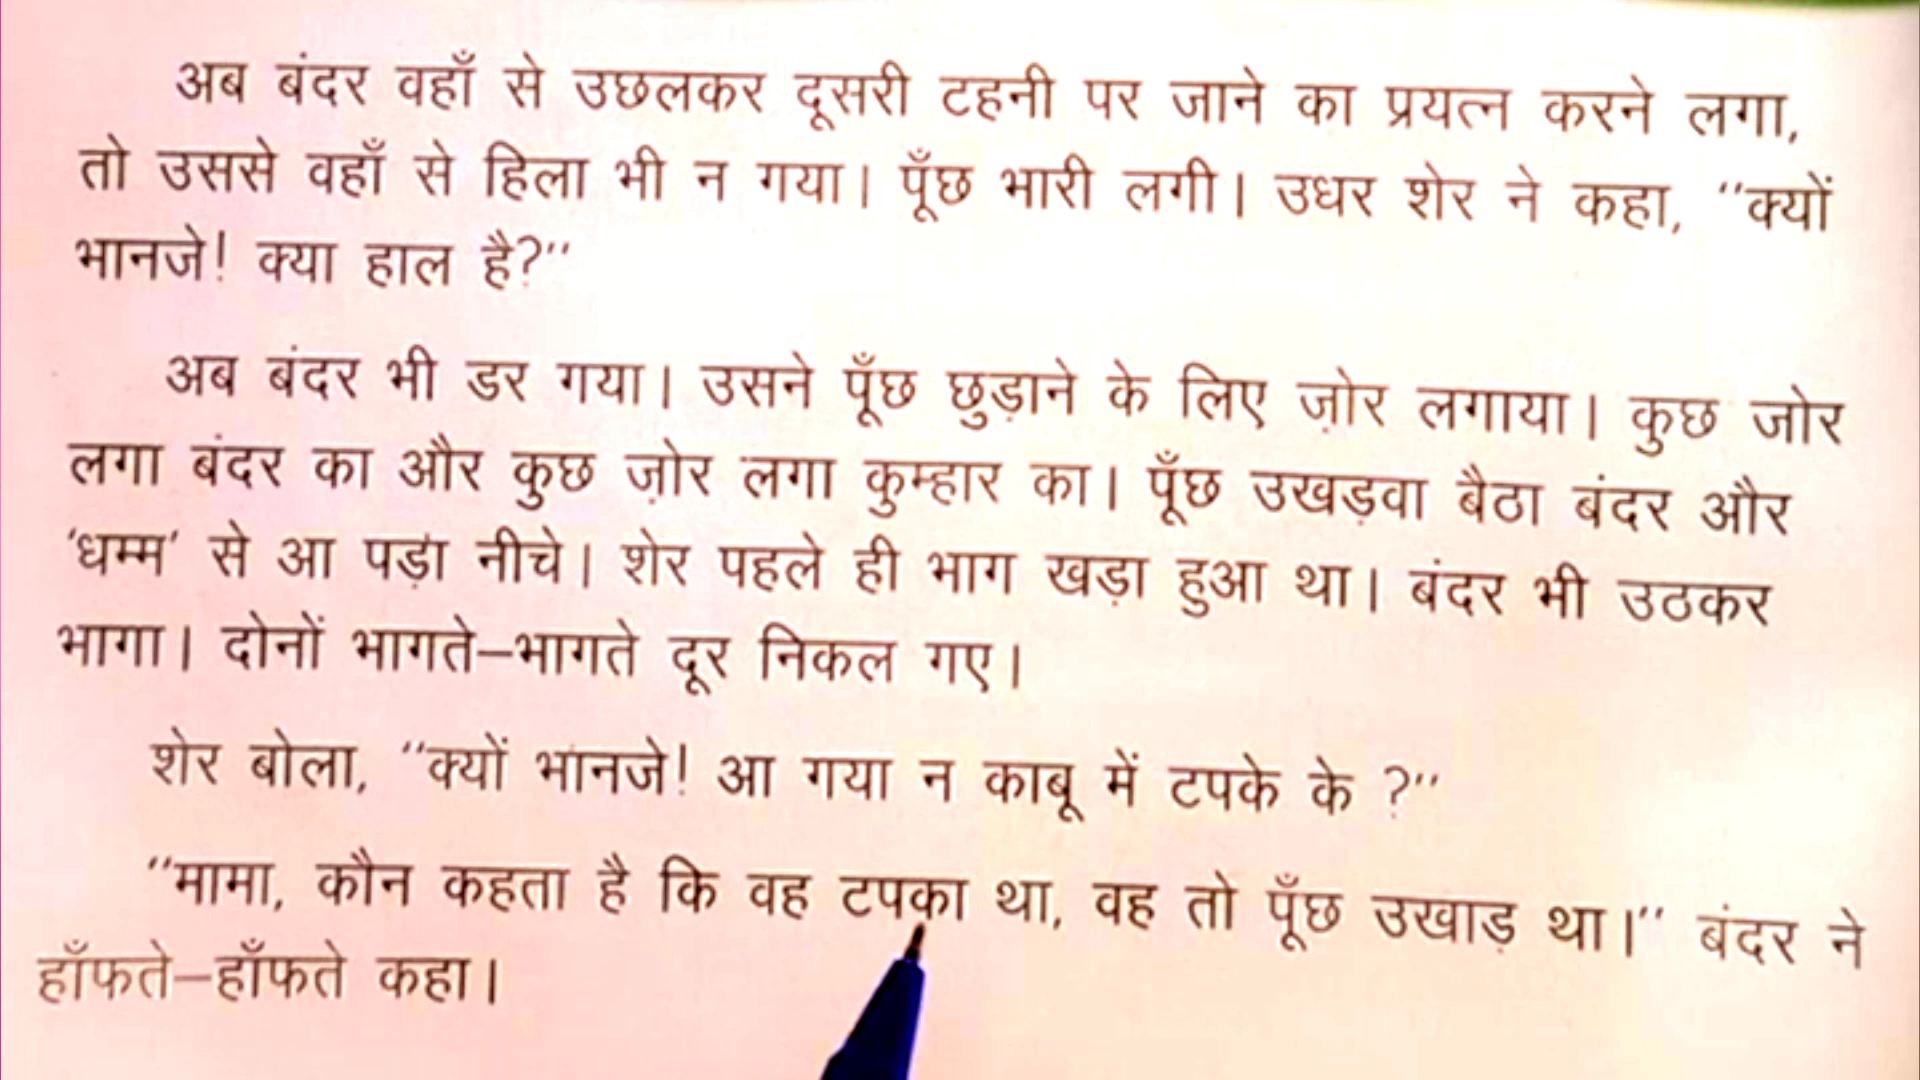 अब बंदर वहाँ से उछलकर दूसरी टहनी पर जाने का प्रयत्न करने लगा,
तो उससे वहाँ से हिला भी न गया। पूँछ भारी लगी। उधर शेर ने कहा, ''क्यों
भानजे! क्या हाल है?''
अब बंदर भी डर गया। उसने पूँछ छुड़ाने के लिए ज़ोर लगाया। कुछ जोर
लगा बंदर का और कुछ ज़ोर लगा कुम्हार का। पूँछ उखड़वा बैठा बंदर और
'धम्म' से आ पड़ा नीचे। शेर पहले ही भाग खड़ा हुआ था। बंदर भी उठकर
भागा। दोनों भागते–भागते दूर निकल गए।
शेर बोला, ''क्यों भानजे! आ गया न काबू में टपके के ?''
''मामा, कौन कहता है कि वह टपका था, वह तो पूँछ उखाड़ था।'' बंदर ने
हाँफते–हाँफते कहा।